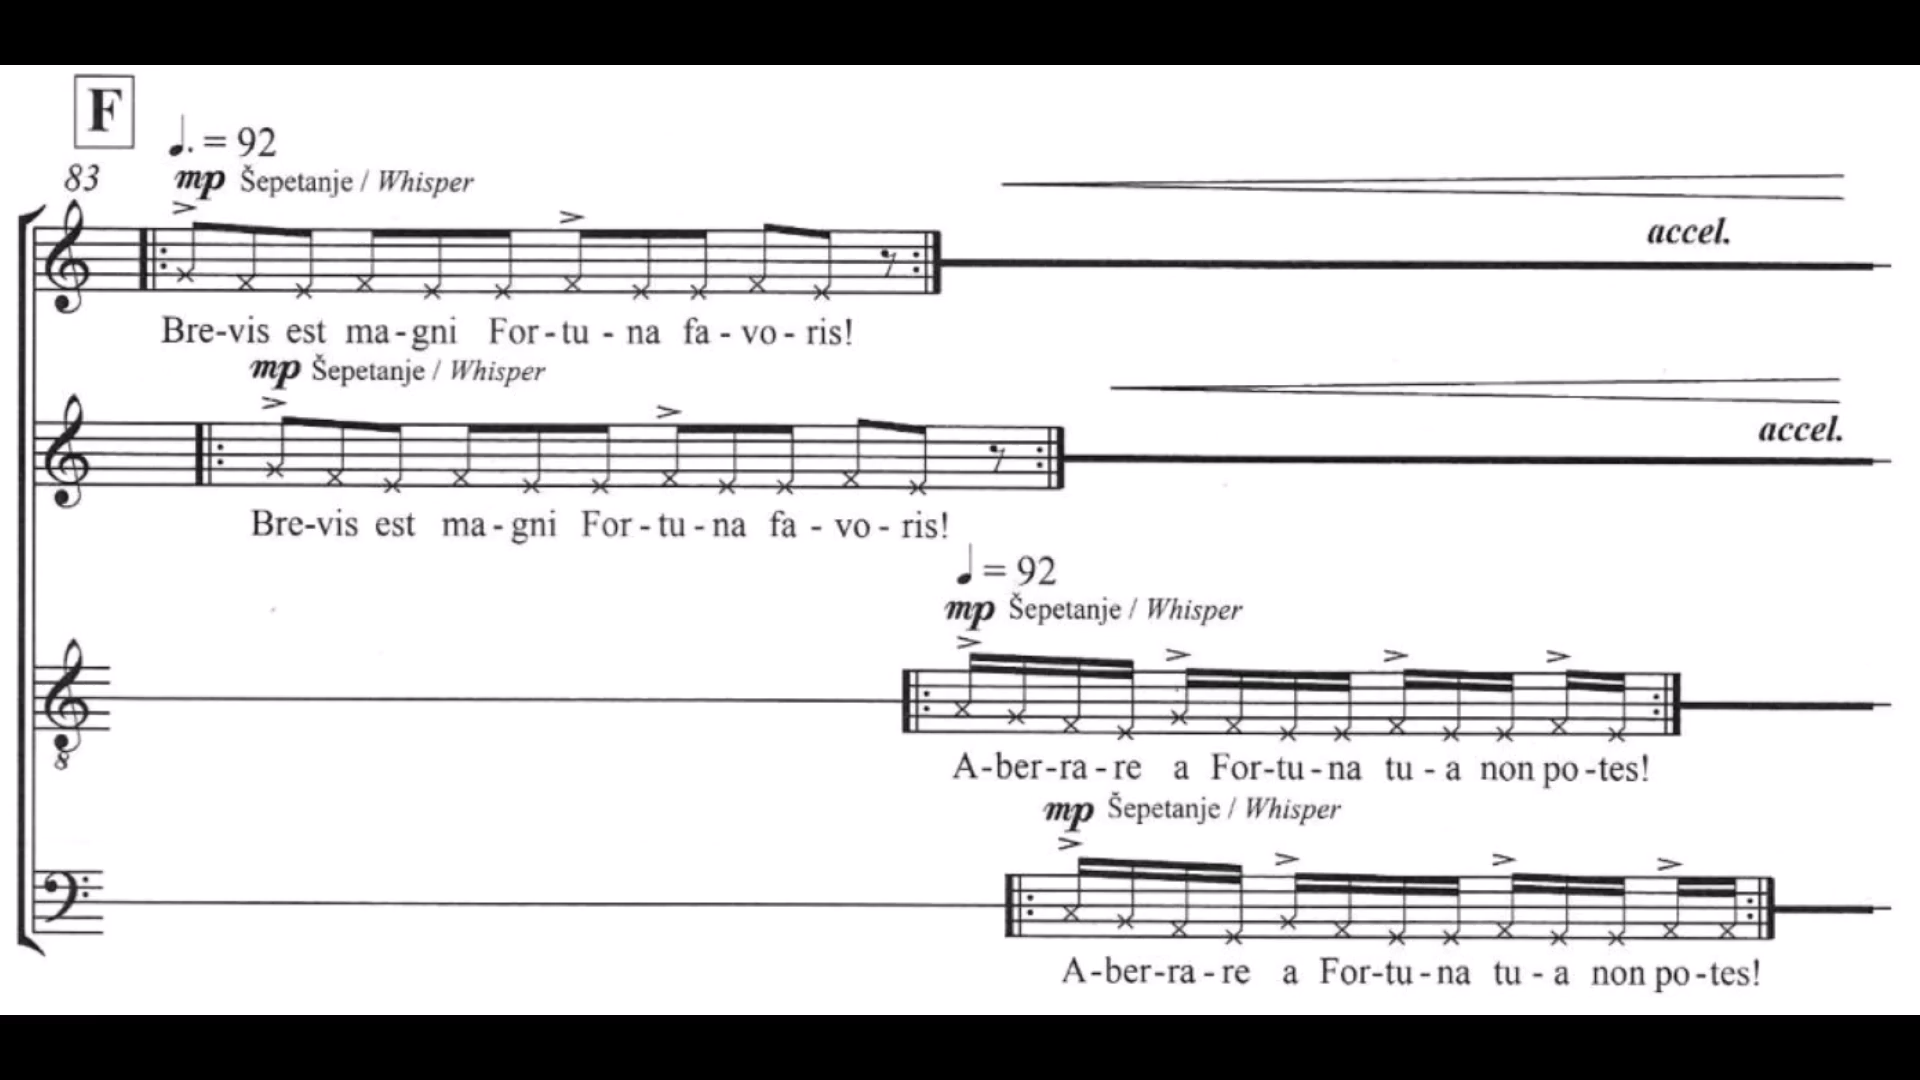 F
♩. = 92
83
mp Šepetanje / Whisper
accel.
Bre-vis est ma-gni For-tu-na fa-vo-ris!
mp Šepetanje / Whisper
accel.
Bre-vis est ma-gni For-tu-na fa-vo-ris!
♩ = 92
mp Šepetanje / Whisper
8
A-ber-ra-re a For-tu-na tu-a non po-tes!
mp Šepetanje / Whisper
A-ber-ra-re a For-tu-na tu-a non po-tes!